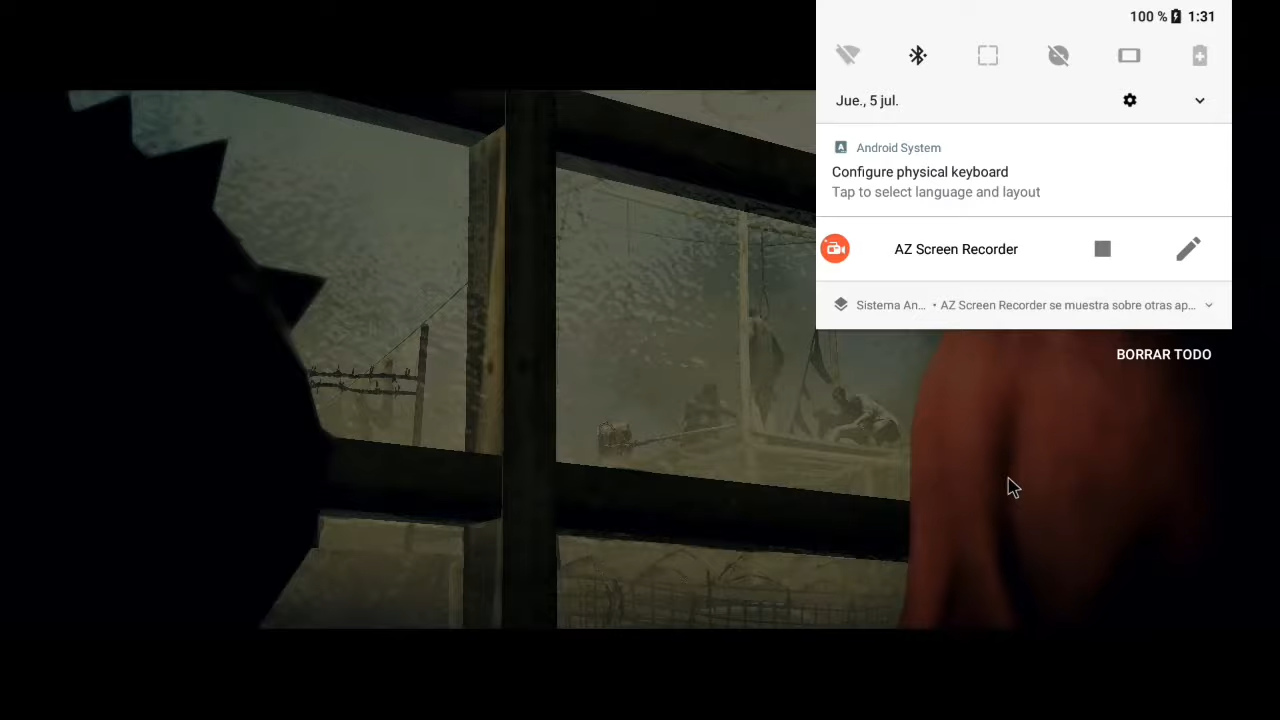 100 % 1:31
Jue., 5 jul.
Android System
Configure physical keyboard
Tap to select language and layout
AZ Screen Recorder
Sistema An... • AZ Screen Recorder se muestra sobre otras ap...
BORRAR TODO